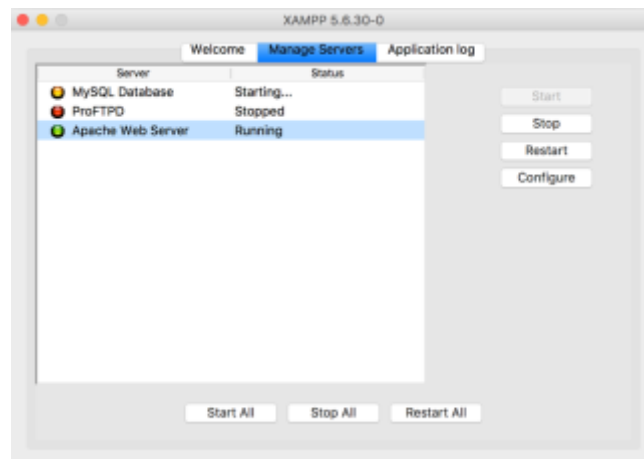 XAMPP 5.6.30-0
Welcome Manage Servers Application log
Server Status
MySQL Database Starting...
ProFTPD Stopped
Apache Web Server Running
Start
Stop
Restart
Configure
Start All Stop All Restart All